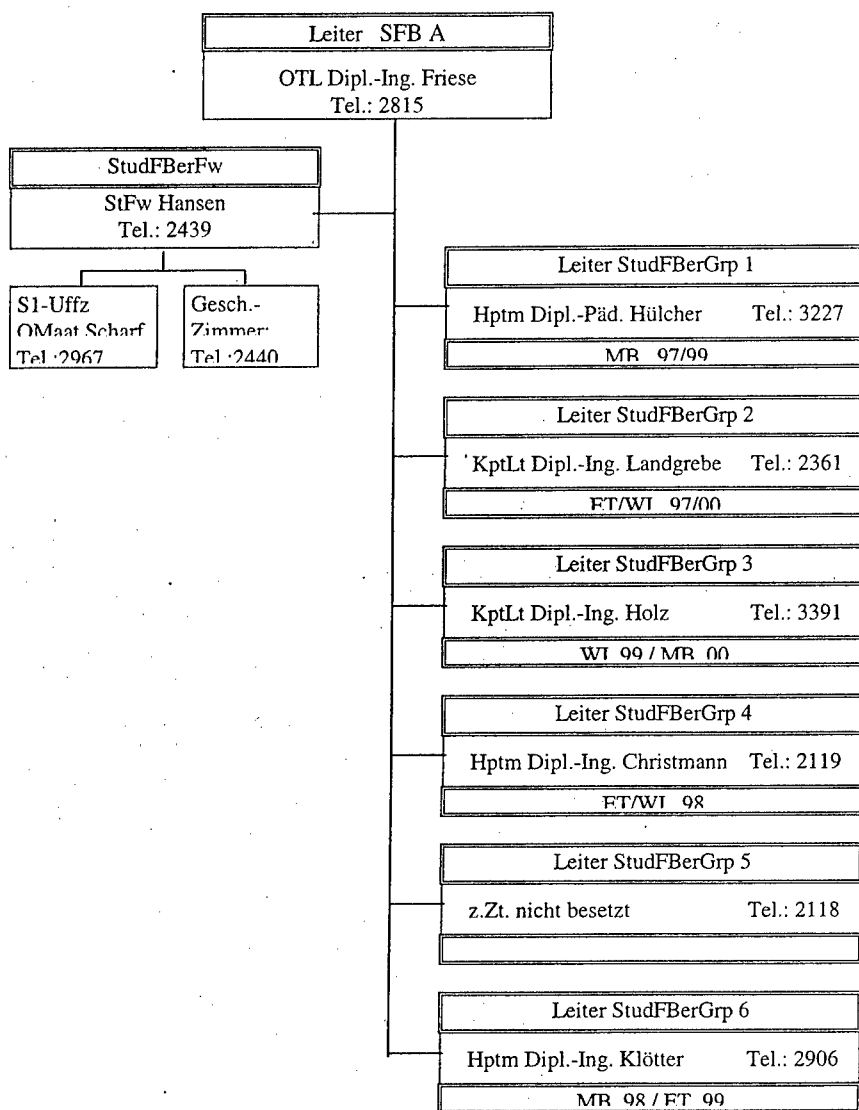 Leiter SFB A
OTL Dipl.-Ing. Friese
Tel.: 2815
StudFBerFw
StFw Hansen
Tel.: 2439
S1-Uffz
OMaat Scharf
Tel.:2967
Gesch.-
Zimmer:
Tel.:2440
Leiter StudFBerGrp 1
Hptm Dipl.-Päd. Hülcher Tel.: 3227
MB 97/99
Leiter StudFBerGrp 2
KptLt Dipl.-Ing. Landgrebe Tel.: 2361
ET/WI 97/00
Leiter StudFBerGrp 3
KptLt Dipl.-Ing. Holz Tel.: 3391
WI 99 / MB 00
Leiter StudFBerGrp 4
Hptm Dipl.-Ing. Christmann Tel.: 2119
ET/WI 98
Leiter StudFBerGrp 5
z.Zt. nicht besetzt Tel.: 2118
Leiter StudFBerGrp 6
Hptm Dipl.-Ing. Klötter Tel.: 2906
MB 98 / ET 99